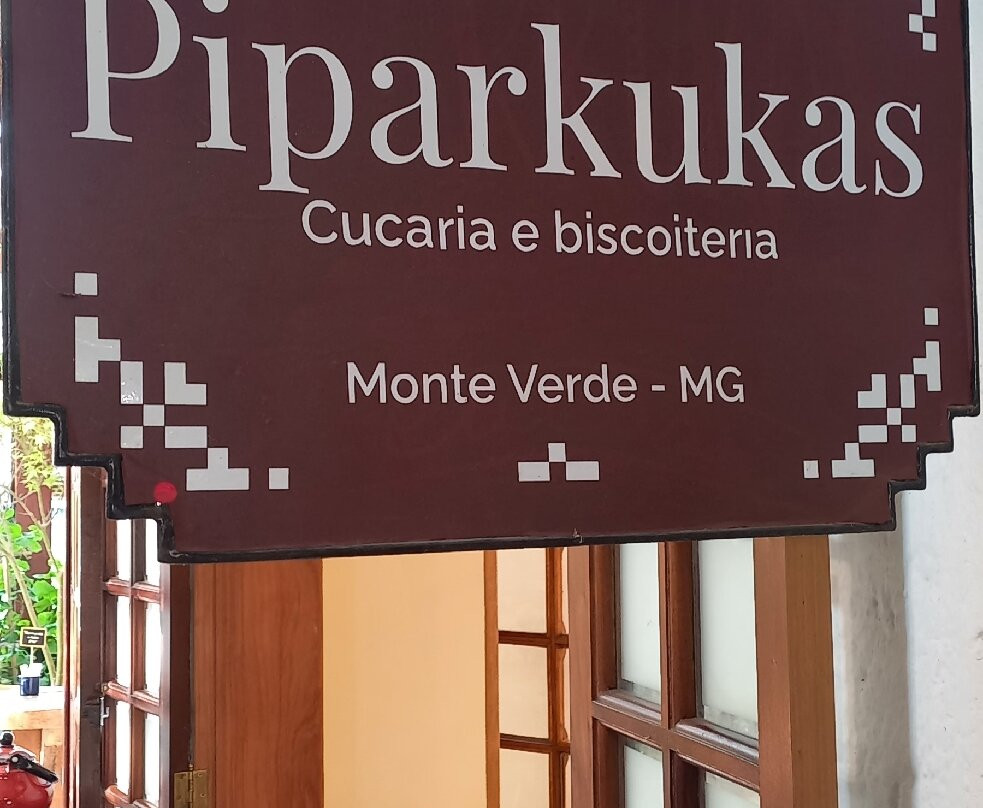 Piparkukas
Cucaria e biscoiteria
Monte Verde - MG